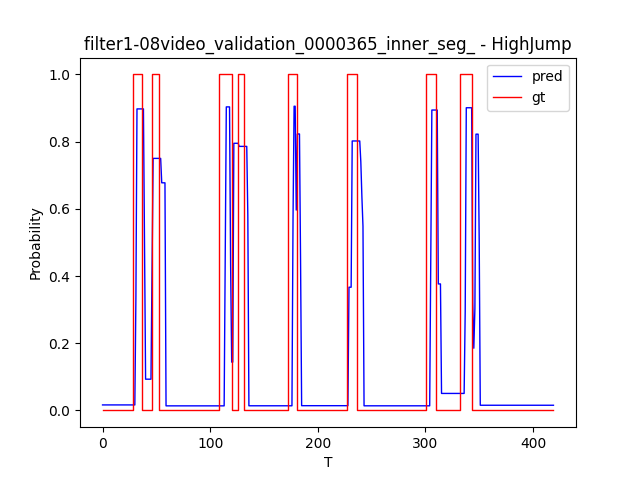 filter1-08video_validation_0000365_inner_seg_ - HighJump
pred
gt
1.0
0.8
0.6
0.4
0.2
0.0
Probability
0
100
200
300
400
T